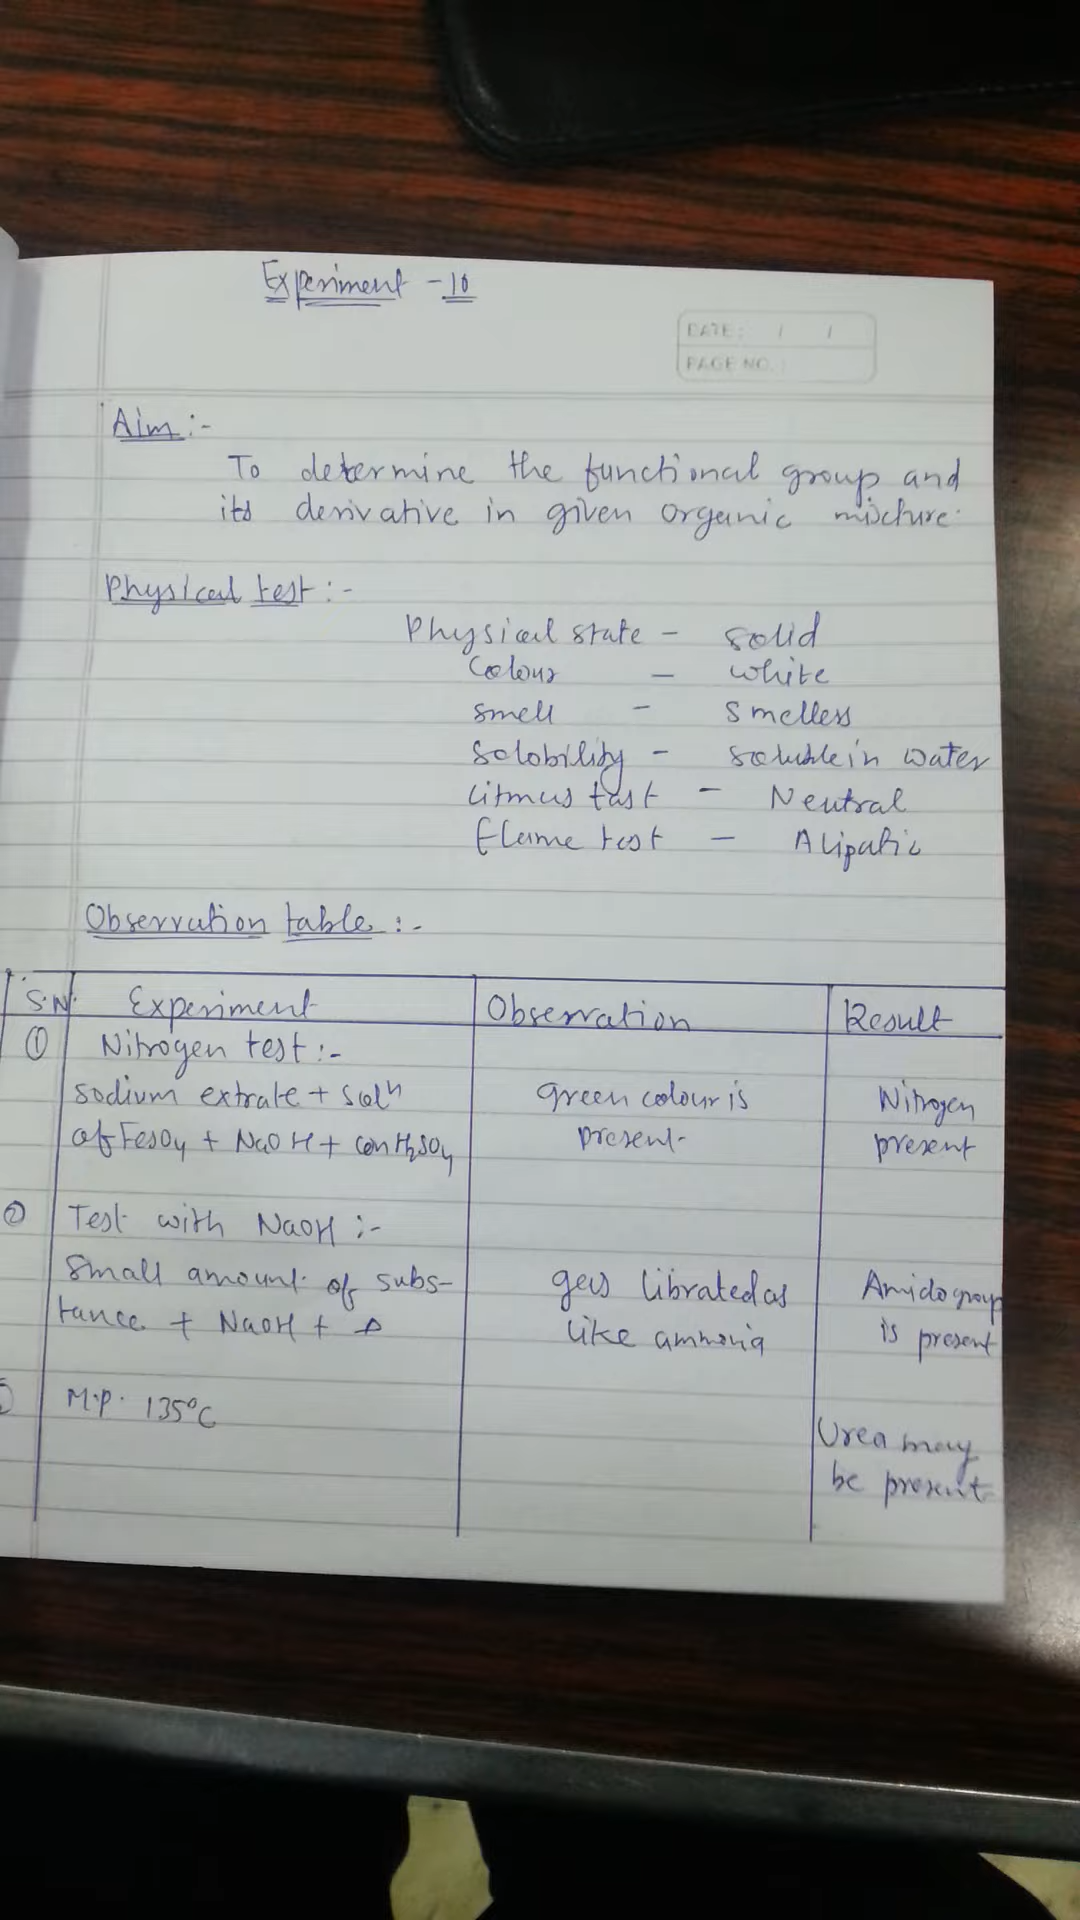 Experiment - 10
DATE: / /
PAGE NO.:
Aim :-
To determine the functional group and
its derivative in given organic mixture.
Physical test :-
Physical state - solid
Colour - white
Smell - Smelless
Solobility - soluble in water
Litmus tast - Neutral
Flame test - Alipatic
Observation table :-
S.N. Experiment Observation Result
① Nitrogen test :-
sodium extrate + soln green colour is Nitrogen
of FeSO4 + NaOH + con H2SO4 present. present
② Test with NaOH :-
Small amount of subs- gas librated as Amido group
tance + NaOH + Δ like ammonia is present
M.p. 135°C
Urea may
be present